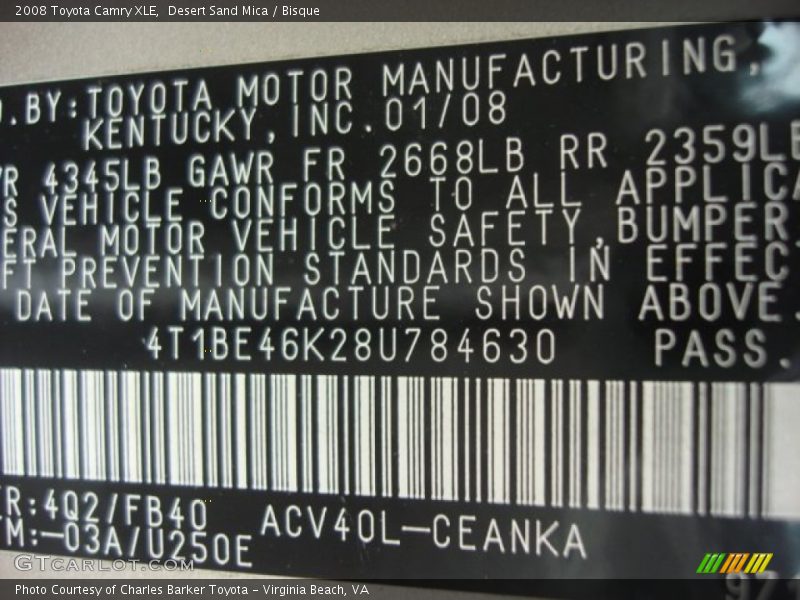 2008 Toyota Camry XLE,  Desert Sand Mica / Bisque
.BY:TOYOTA MOTOR MANUFACTURING,
KENTUCKY,INC.01/08
R 4345LB GAWR FR 2668LB RR 2359LB
S VEHICLE CONFORMS TO ALL APPLICA
ERAL MOTOR VEHICLE SAFETY,BUMPER
FT PREVENTION STANDARDS IN EFFEC
DATE OF MANUFACTURE SHOWN ABOVE.
4T1BE46K28U784630 PASS.
R:4Q2/FB40 ACV40L-CEANKA
M:-03A/U250E
GTCARLOT.COM
Photo Courtesy of Charles Barker Toyota - Virginia Beach, VA